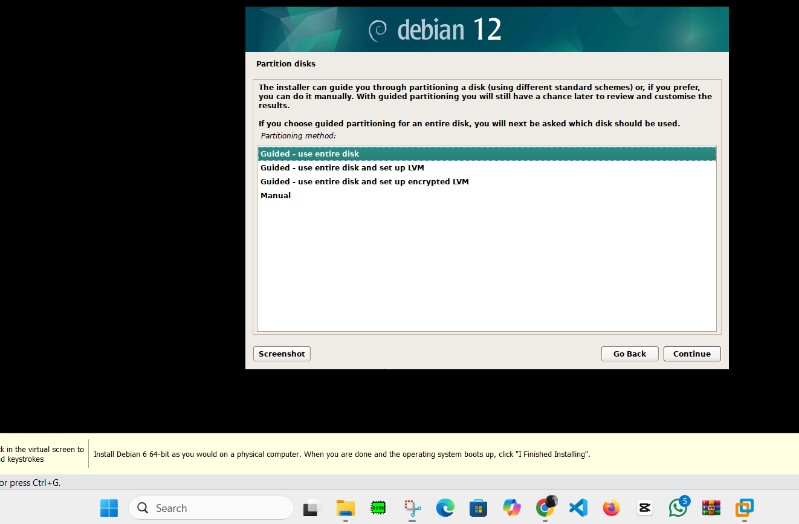 debian 12
Partition disks
The installer can guide you through partitioning a disk (using different standard schemes) or, if you prefer,
you can do it manually. With guided partitioning you will still have a chance later to review and customise the
results.
If you choose guided partitioning for an entire disk, you will next be asked which disk should be used.
Partitioning method:
Guided - use entire disk
Guided - use entire disk and set up LVM
Guided - use entire disk and set up encrypted LVM
Manual
Screenshot
Go Back
Continue
k in the virtual screen to
d keystrokes
Install Debian 6 64-bit as you would on a physical computer. When you are done and the operating system boots up, click "I Finished Installing".
or press Ctrl+G.
Search
5